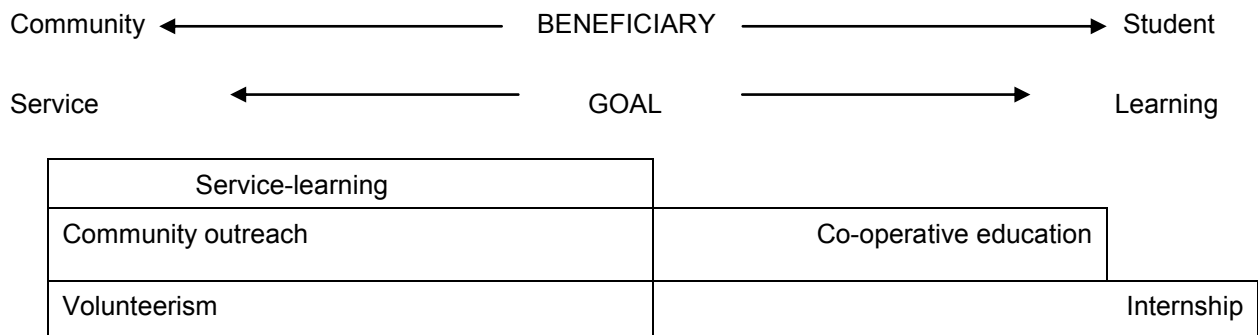 Community BENEFICIARY Student
Service GOAL Learning
Service-learning
Community outreach Co-operative education
Volunteerism Internship